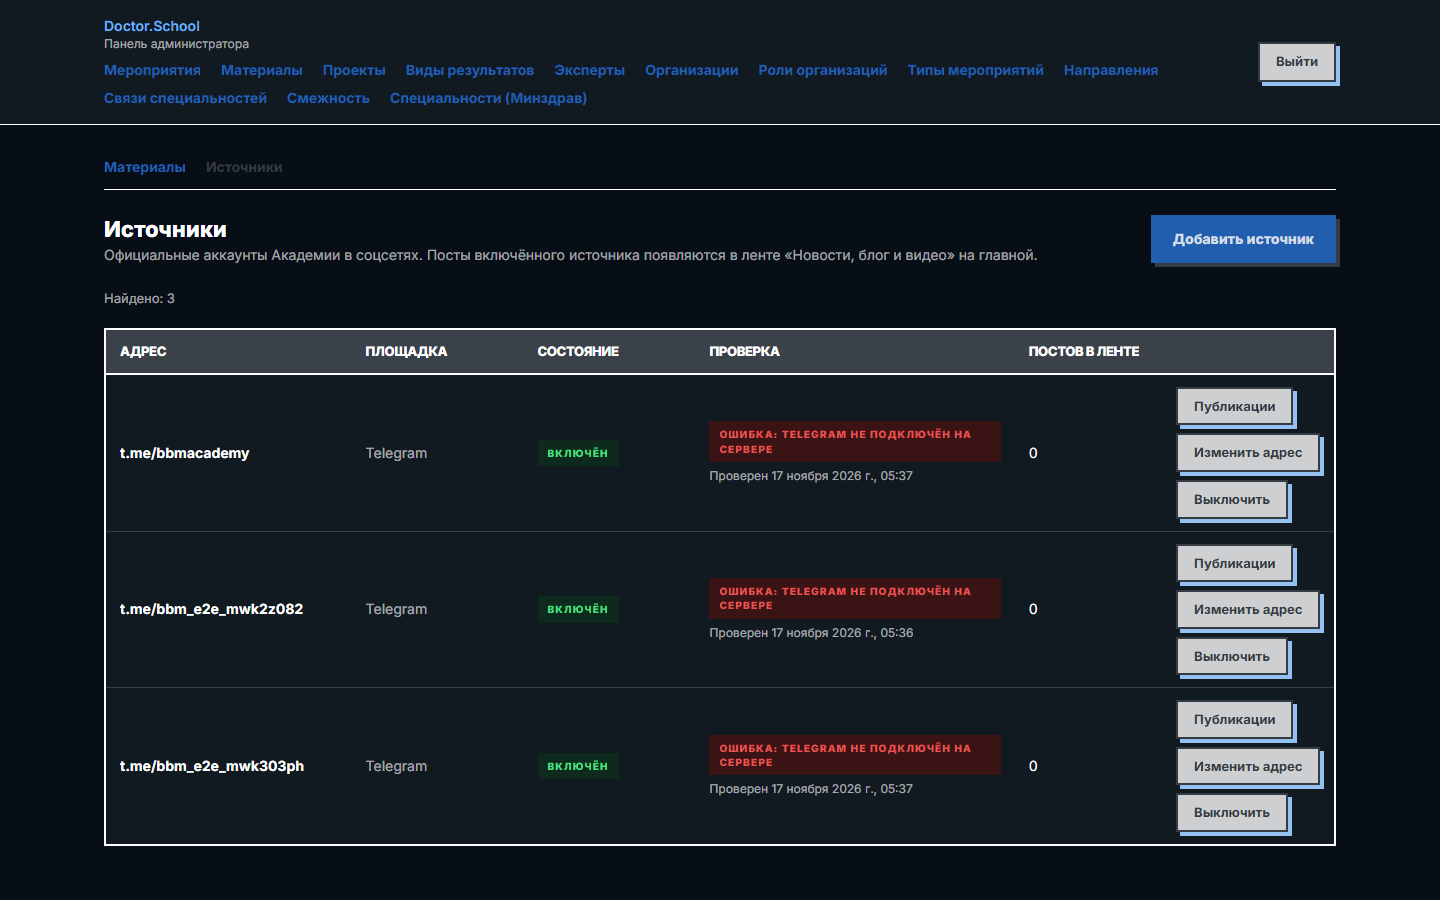 Doctor.School
Панель администратора
Мероприятия Материалы Проекты Виды результатов Эксперты Организации Роли организаций Типы мероприятий Направления
Связи специальностей Смежность Специальности (Минздрав)
Выйти
Материалы Источники
Источники
Официальные аккаунты Академии в соцсетях. Посты включённого источника появляются в ленте «Новости, блог и видео» на главной.
Добавить источник
Найдено: 3
АДРЕС ПЛОЩАДКА СОСТОЯНИЕ ПРОВЕРКА ПОСТОВ В ЛЕНТЕ
t.me/bbmacademy Telegram ВКЛЮЧЁН
ОШИБКА: TELEGRAM НЕ ПОДКЛЮЧЁН НА
СЕРВЕРЕ
Проверен 17 ноября 2026 г., 05:37
0
Публикации
Изменить адрес
Выключить
t.me/bbm_e2e_mwk2z082 Telegram ВКЛЮЧЁН
ОШИБКА: TELEGRAM НЕ ПОДКЛЮЧЁН НА
СЕРВЕРЕ
Проверен 17 ноября 2026 г., 05:36
0
Публикации
Изменить адрес
Выключить
t.me/bbm_e2e_mwk303ph Telegram ВКЛЮЧЁН
ОШИБКА: TELEGRAM НЕ ПОДКЛЮЧЁН НА
СЕРВЕРЕ
Проверен 17 ноября 2026 г., 05:37
0
Публикации
Изменить адрес
Выключить